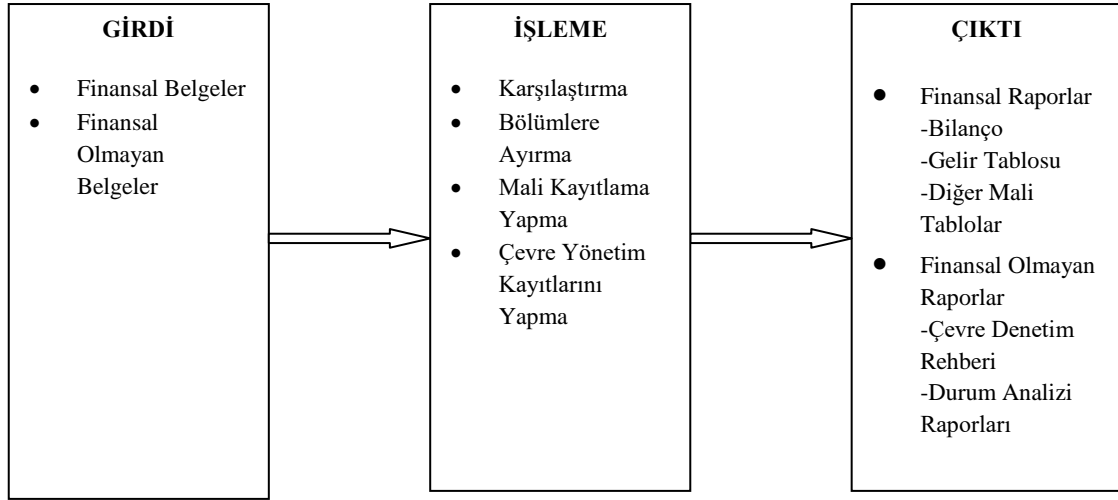 GİRDİ
• Finansal Belgeler
• Finansal
Olmayan
Belgeler
İŞLEME
• Karşılaştırma
• Bölümlere
Ayırma
• Mali Kayıtlama
Yapma
• Çevre Yönetim
Kayıtlarını
Yapma
ÇIKTI
• Finansal Raporlar
-Bilanço
-Gelir Tablosu
-Diğer Mali
Tablolar
• Finansal Olmayan
Raporlar
-Çevre Denetim
Rehberi
-Durum Analizi
Raporları